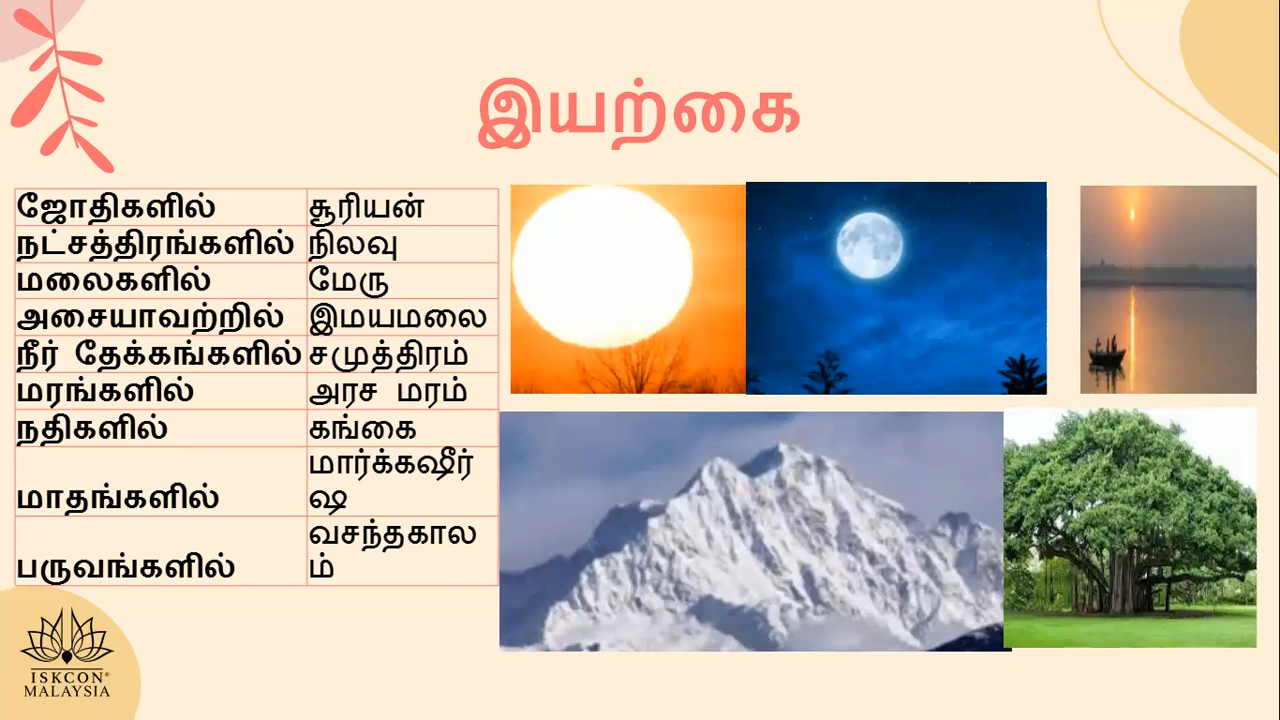 இயற்கை
ஜோதிகளில் சூரியன்
நட்சத்திரங்களில் நிலவு
மலைகளில் மேரு
அசையாவற்றில் இமயமலை
நீர் தேக்கங்களில் சமுத்திரம்
மரங்களில் அரச மரம்
நதிகளில் கங்கை
மாதங்களில் மார்க்கஷீர்
ஷ
பருவங்களில் வசந்தகால
ம்
ISKCON®
MALAYSIA